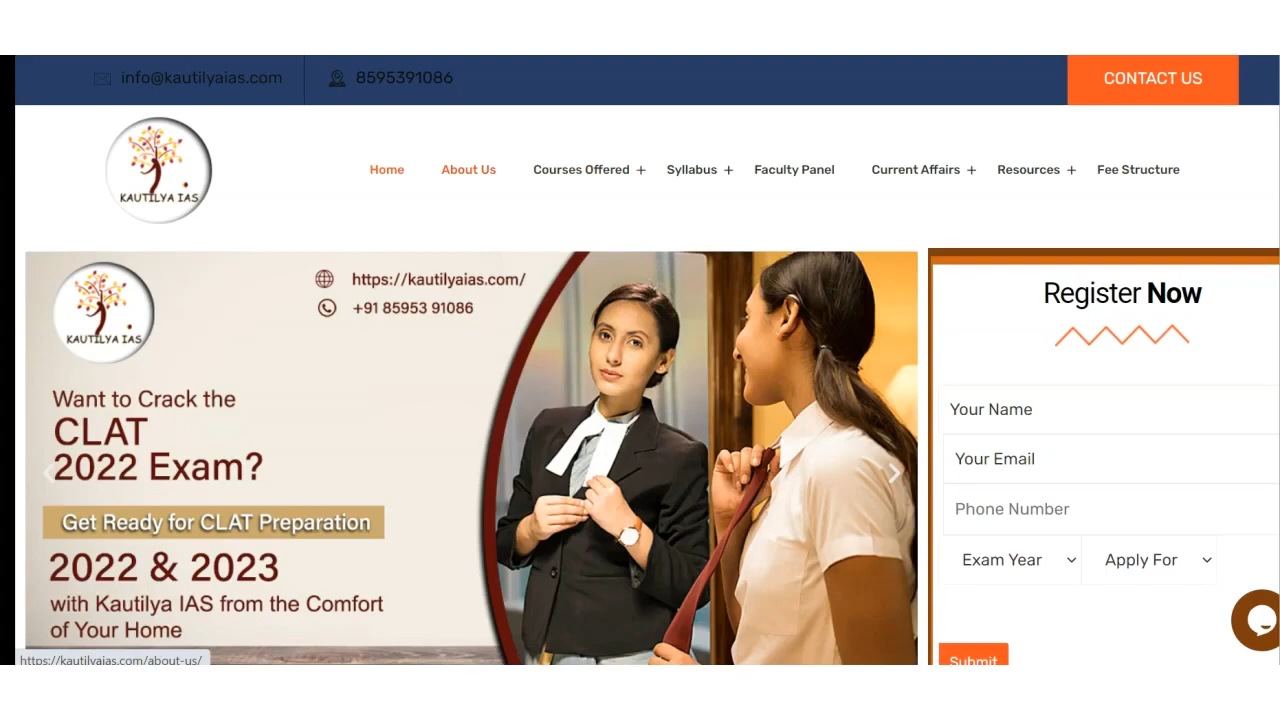 info@kautilyaias.com
8595391086
CONTACT US
KAUTILYA IAS
Home
About Us
Courses Offered +
Syllabus +
Faculty Panel
Current Affairs +
Resources +
Fee Structure
KAUTILYA IAS
https://kautilyaias.com/
+91 85953 91086
Want to Crack the
CLAT
2022 Exam?
Get Ready for CLAT Preparation
2022 & 2023
with Kautilya IAS from the Comfort
of Your Home
Register Now
Your Name
Your Email
Phone Number
Exam Year
Apply For
Submit
https://kautilyaias.com/about-us/